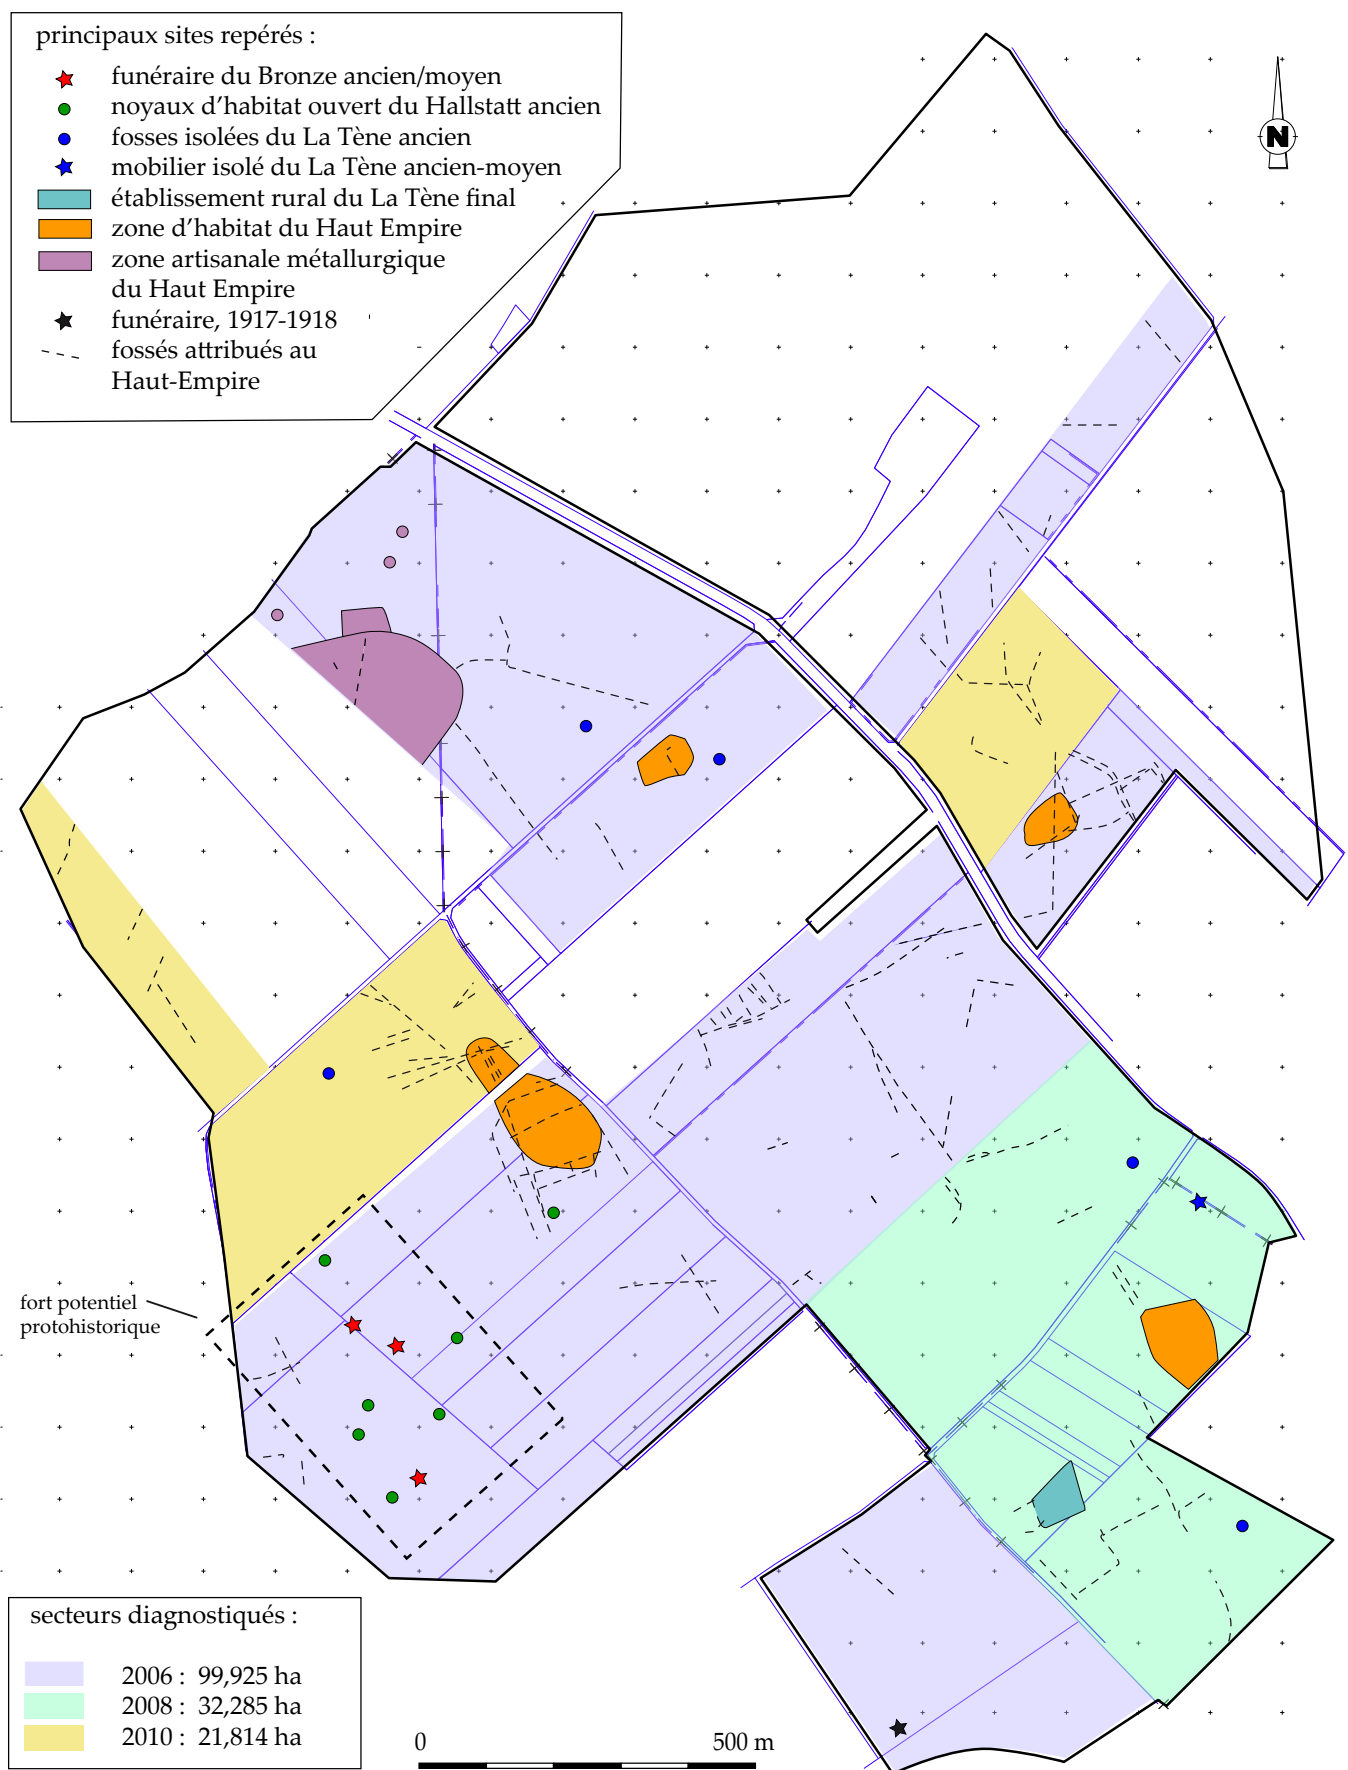 principaux sites repérés :
funéraire du Bronze ancien/moyen
noyaux d'habitat ouvert du Hallstatt ancien
fosses isolées du La Tène ancien
mobilier isolé du La Tène ancien-moyen
établissement rural du La Tène final
zone d'habitat du Haut Empire
zone artisanale métallurgique
du Haut Empire
funéraire, 1917-1918
fossés attribués au
Haut-Empire
N
fort potentiel
protohistorique
secteurs diagnostiqués :
2006 : 99,925 ha
2008 : 32,285 ha
2010 : 21,814 ha
0 500 m